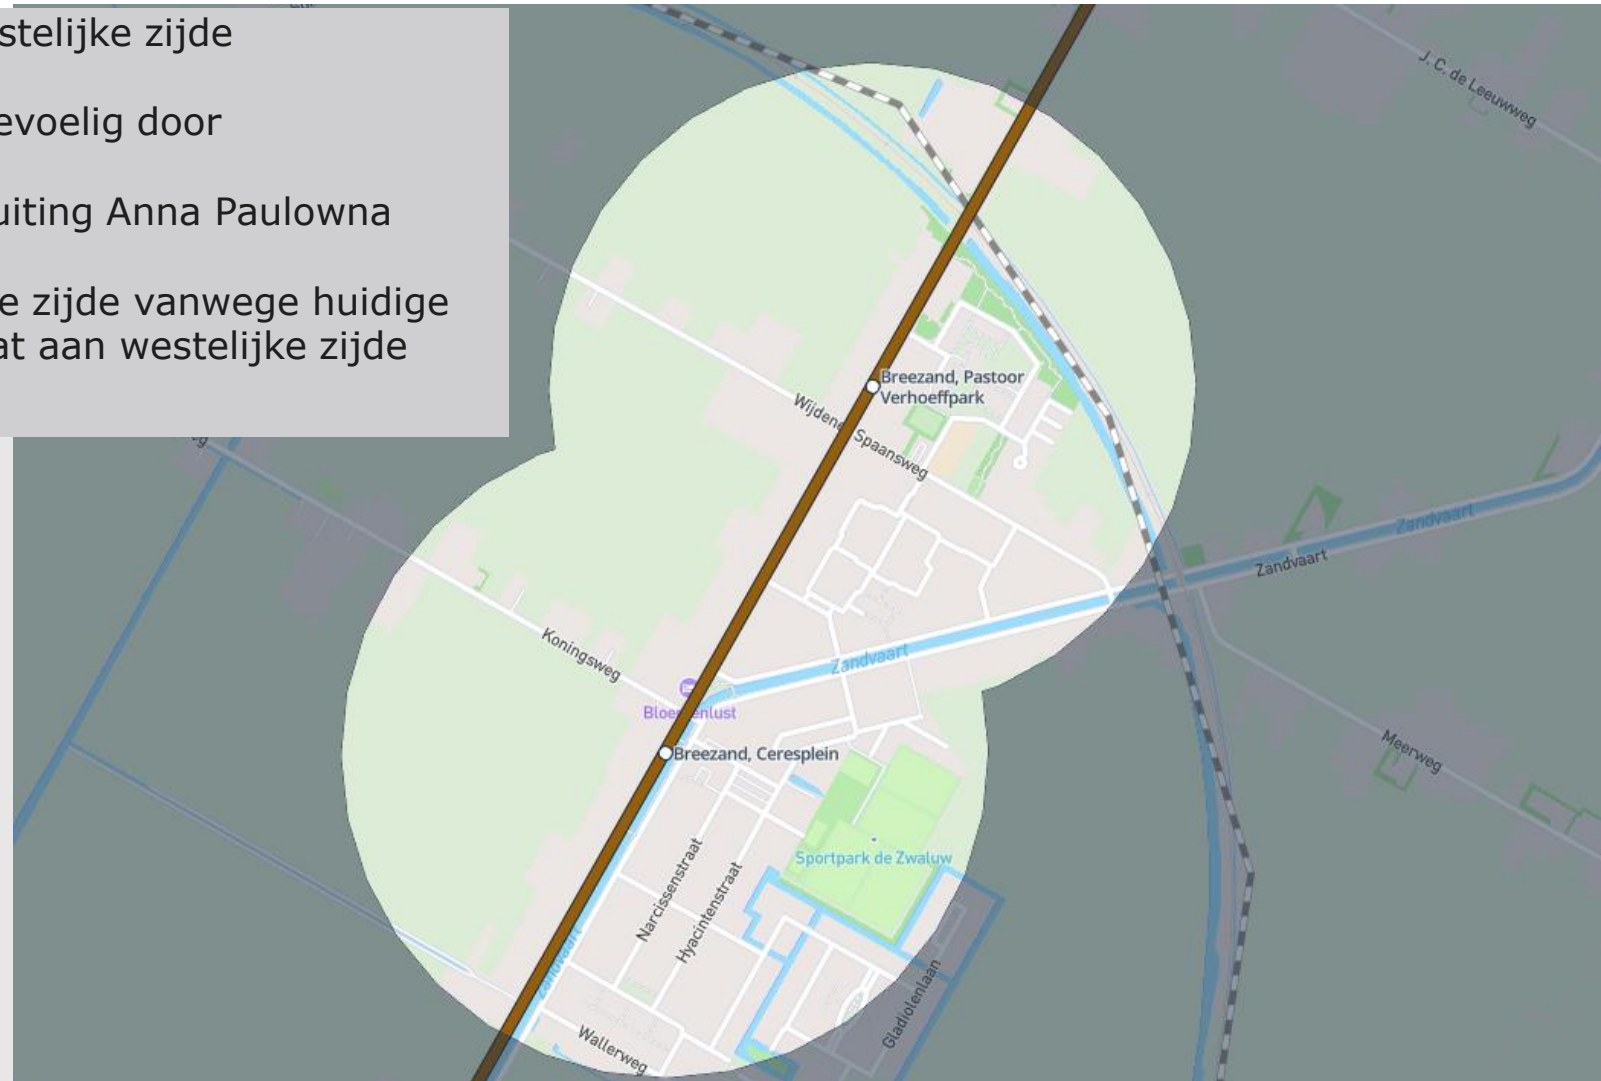 stelijke zijde
evoelig door
uiting Anna Paulowna
e zijde vanwege huidige
at aan westelijke zijde
J. C. de Leeuwweg
Breezand, Pastoor
Verhoeffpark
Wijdenes Spaansweg
Zandvaart
Zandvaart
Koningsweg
Zandvaart
Bloemenlust
Breezand, Ceresplein
Meerweg
Sportpark de Zwaluw
Narcissenstraat
Hyacintenstraat
Zandvaart
Gladiolenlaan
Wallerweg